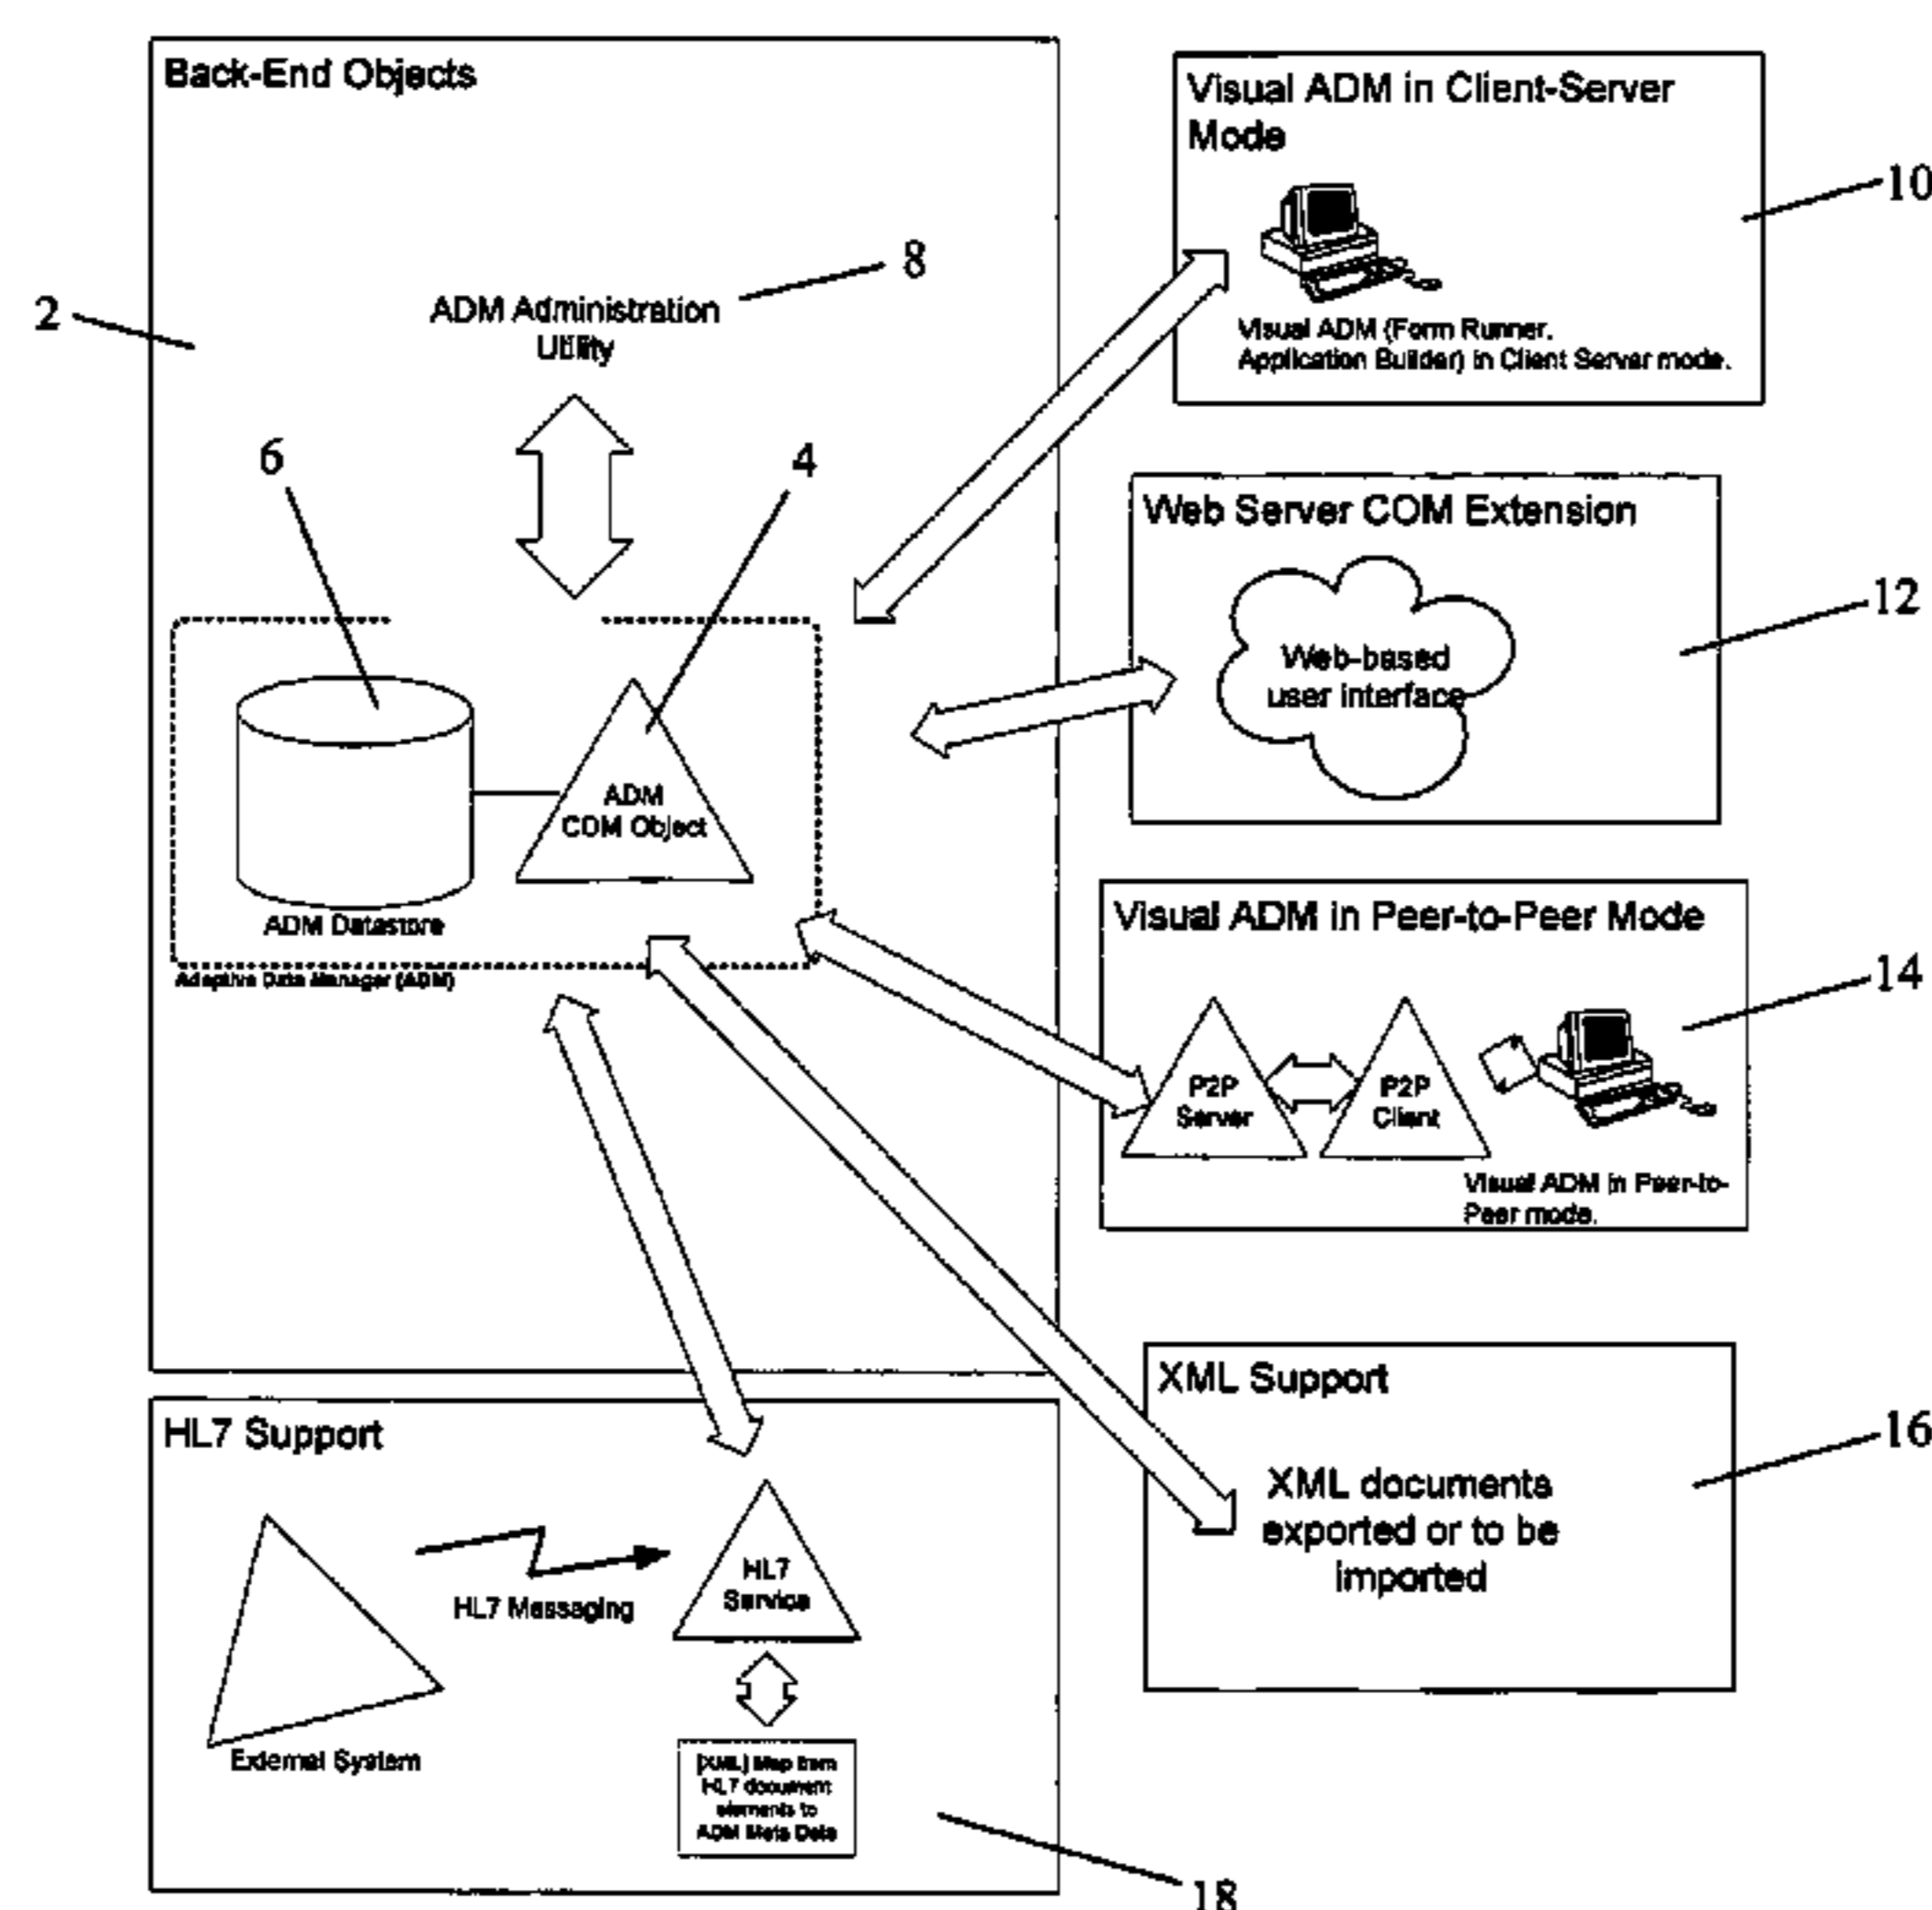 Back-End Objects
2
ADM Administration
Utility
8
6
4
ADM
COM Object
ADM Datastore
Adaptive Data Manager (ADM)
Visual ADM in Client-Server
Mode
10
Visual ADM (Form Runner.
Application Builder) in Client Server mode.
Web Server COM Extension
12
Web-based
user interface
Visual ADM in Peer-to-Peer Mode
14
P2P
Server
P2P
Client
Visual ADM in Peer-to-
Peer mode.
XML Support
16
XML documents
exported or to be
imported
HL7 Support
HL7 Messaging
HL7
Service
External System
[XML] Map from
HL7 document
elements to
ADM Meta Data
18